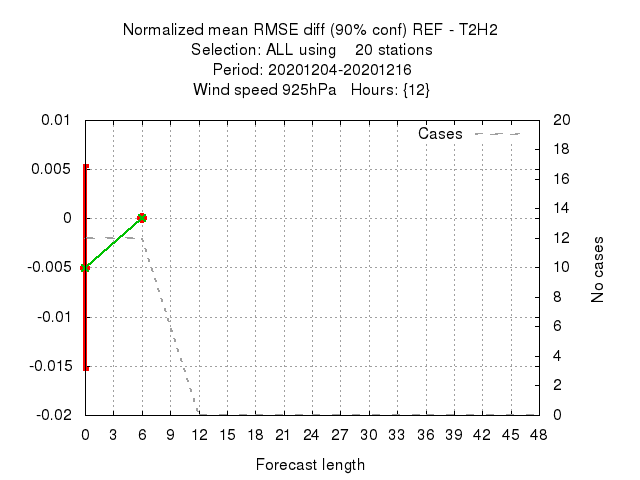 Normalized mean RMSE diff (90% conf) REF - T2H2
Selection: ALL using 20 stations
Period: 20201204-20201216
Wind speed 925hPa Hours: {12}
Cases
0.01
0.005
0
-0.005
-0.01
-0.015
-0.02
20
18
16
14
12
10
8
6
4
2
0
No cases
0 3 6 9 12 15 18 21 24 27 30 33 36 39 42 45 48
Forecast length